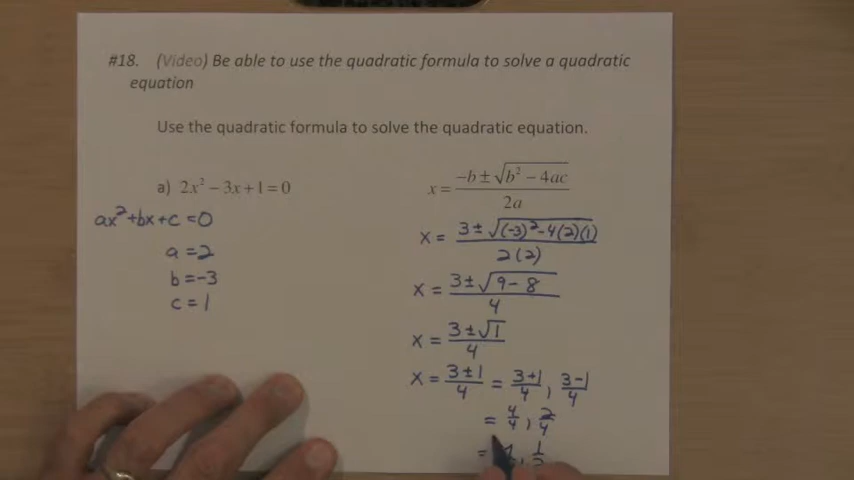 #18. (Video) Be able to use the quadratic formula to solve a quadratic
equation
Use the quadratic formula to solve the quadratic equation.
a) 2x² − 3x + 1 = 0
ax²+bx+c=0
a=2
b=-3
c=1
x = (−b ± √(b² − 4ac)) / 2a
x = (3 ± √((-3)²-4(2)(1))) / 2(2)
x = (3 ± √(9-8)) / 4
x = (3 ± √1) / 4
x = (3 ± 1)/4 = (3+1)/4, (3-1)/4
= 4/4, 2/4
= , 1/2